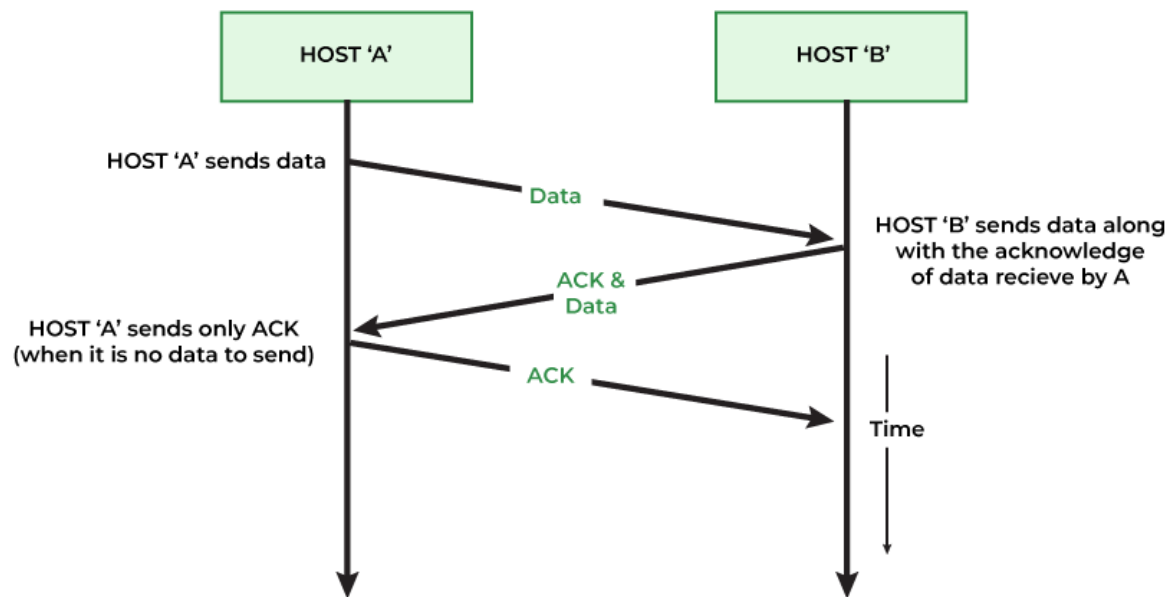 HOST ‘A’
HOST ‘B’
HOST ‘A’ sends data
Data
HOST ‘B’ sends data along
with the acknowledge
of data recieve by A
ACK &
Data
HOST ‘A’ sends only ACK
(when it is no data to send)
ACK
Time